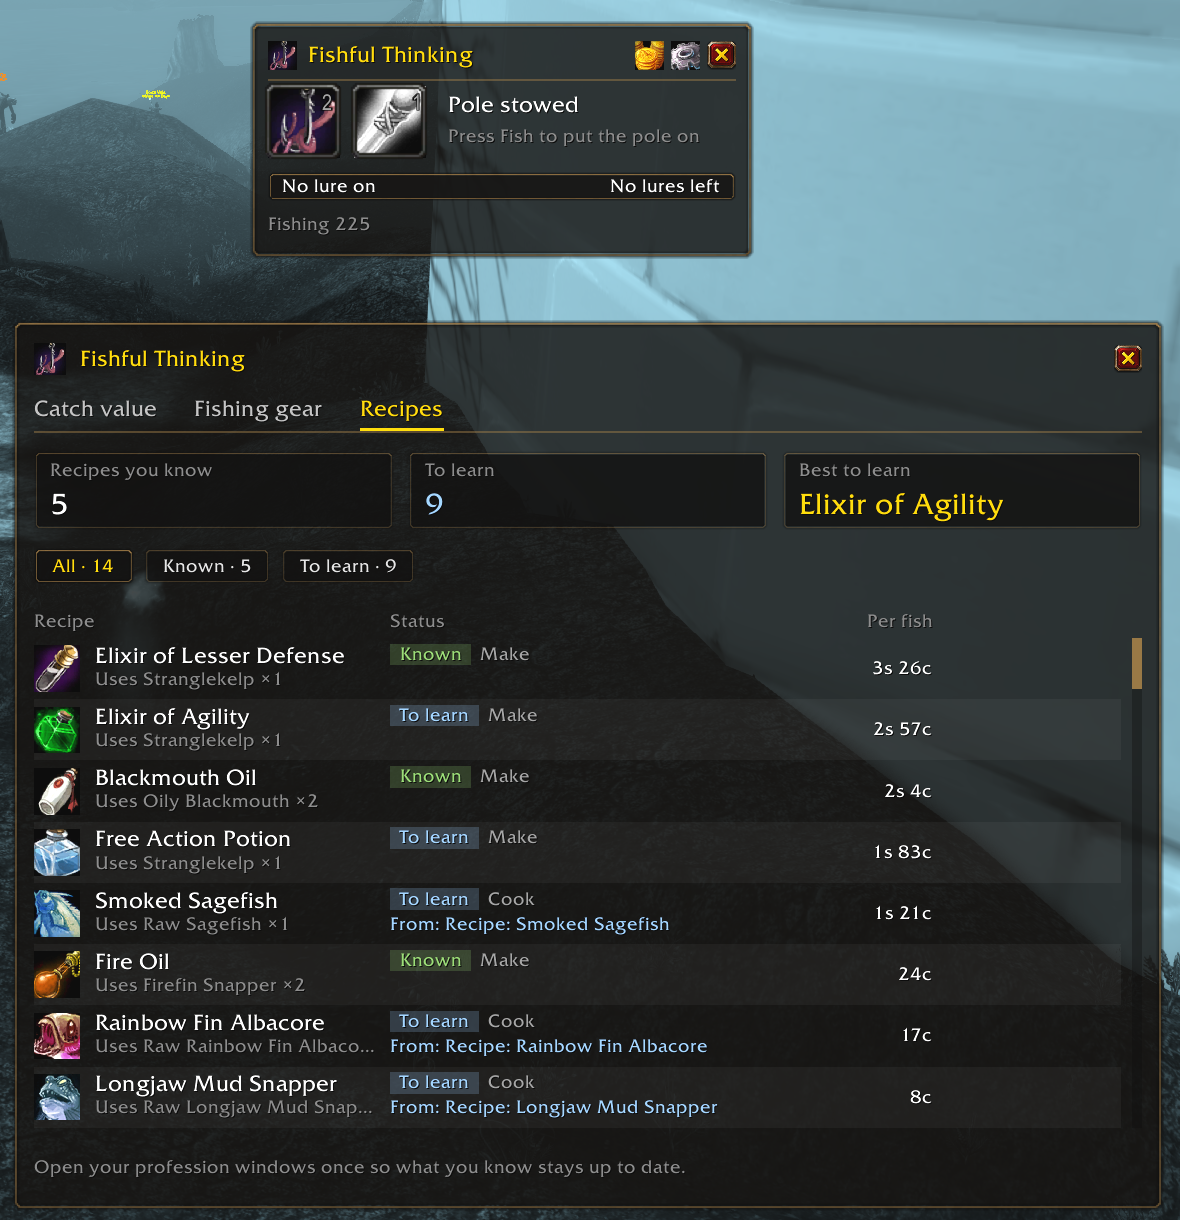 Fishful Thinking
2
1
Pole stowed
Press Fish to put the pole on
No lure on
No lures left
Fishing 225
Fishful Thinking
Catch value
Fishing gear
Recipes
Recipes you know
5
To learn
9
Best to learn
Elixir of Agility
All · 14
Known · 5
To learn · 9
Recipe
Status
Per fish
Elixir of Lesser Defense
Uses Stranglekelp ×1
Known Make
3s 26c
Elixir of Agility
Uses Stranglekelp ×1
To learn Make
2s 57c
Blackmouth Oil
Uses Oily Blackmouth ×2
Known Make
2s 4c
Free Action Potion
Uses Stranglekelp ×1
To learn Make
1s 83c
Smoked Sagefish
Uses Raw Sagefish ×1
To learn Cook
From: Recipe: Smoked Sagefish
1s 21c
Fire Oil
Uses Firefin Snapper ×2
Known Make
24c
Rainbow Fin Albacore
Uses Raw Rainbow Fin Albaco...
To learn Cook
From: Recipe: Rainbow Fin Albacore
17c
Longjaw Mud Snapper
Uses Raw Longjaw Mud Snap...
To learn Cook
From: Recipe: Longjaw Mud Snapper
8c
Open your profession windows once so what you know stays up to date.